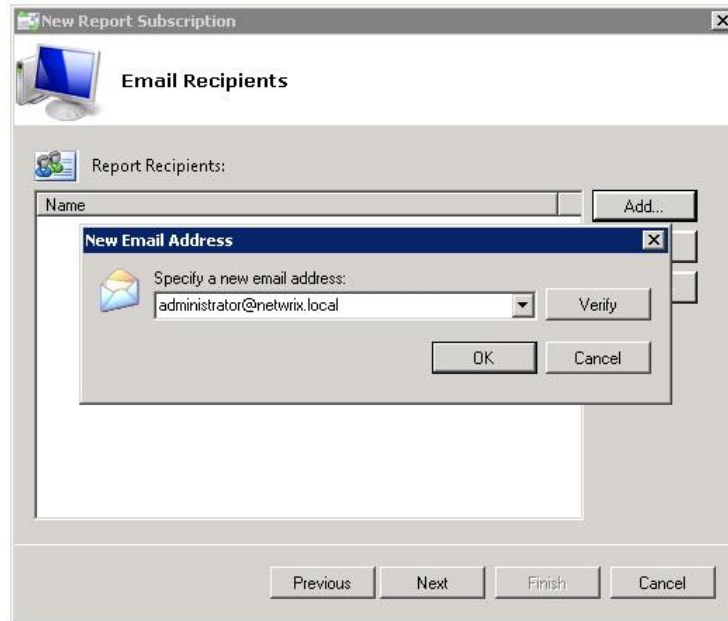 New Report Subscription
Email Recipients
Report Recipients:
Name
Add...
New Email Address
Specify a new email address:
administrator@netwrix.local
Verify
OK
Cancel
Previous
Next
Finish
Cancel